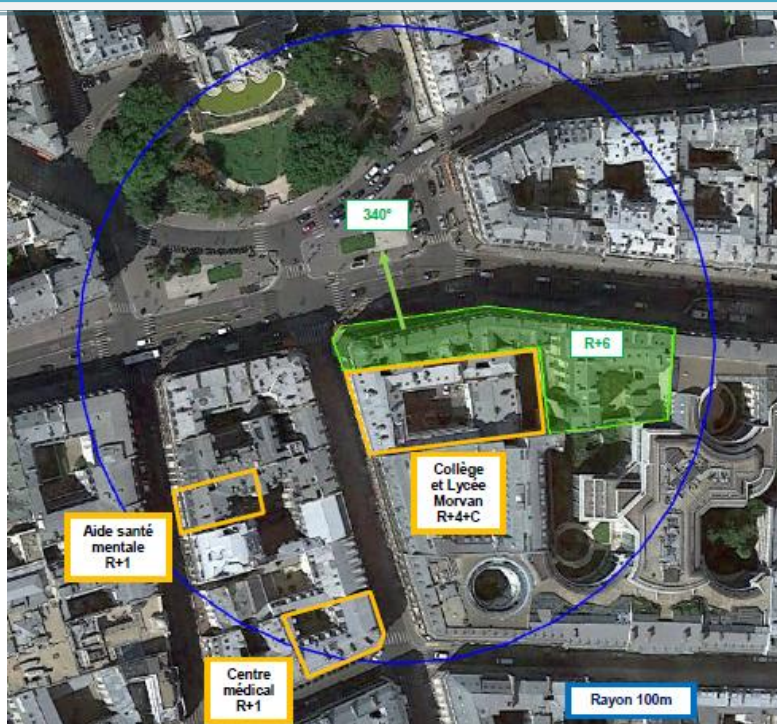 340°
R+6
Collège
et Lycée
Morvan
R+4+C
Aide santé
mentale
R+1
Centre
médical
R+1
Rayon 100m